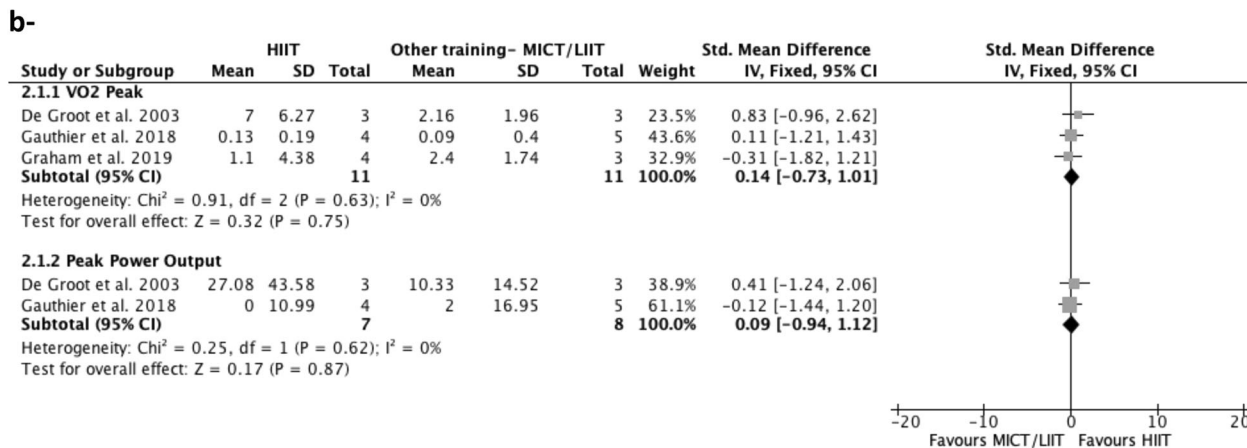 b-
HIIT Other training- MICT/LIIT Std. Mean Difference Std. Mean Difference
Study or Subgroup Mean SD Total Mean SD Total Weight IV, Fixed, 95% CI IV, Fixed, 95% CI
2.1.1 VO2 Peak
De Groot et al. 2003 7 6.27 3 2.16 1.96 3 23.5% 0.83 [-0.96, 2.62]
Gauthier et al. 2018 0.13 0.19 4 0.09 0.4 5 43.6% 0.11 [-1.21, 1.43]
Graham et al. 2019 1.1 4.38 4 2.4 1.74 3 32.9% -0.31 [-1.82, 1.21]
Subtotal (95% CI) 11 11 100.0% 0.14 [-0.73, 1.01]
Heterogeneity: Chi² = 0.91, df = 2 (P = 0.63); I² = 0%
Test for overall effect: Z = 0.32 (P = 0.75)
2.1.2 Peak Power Output
De Groot et al. 2003 27.08 43.58 3 10.33 14.52 3 38.9% 0.41 [-1.24, 2.06]
Gauthier et al. 2018 0 10.99 4 2 16.95 5 61.1% -0.12 [-1.44, 1.20]
Subtotal (95% CI) 7 8 100.0% 0.09 [-0.94, 1.12]
Heterogeneity: Chi² = 0.25, df = 1 (P = 0.62); I² = 0%
Test for overall effect: Z = 0.17 (P = 0.87)
-20 -10 0 10 20
Favours MICT/LIIT Favours HIIT